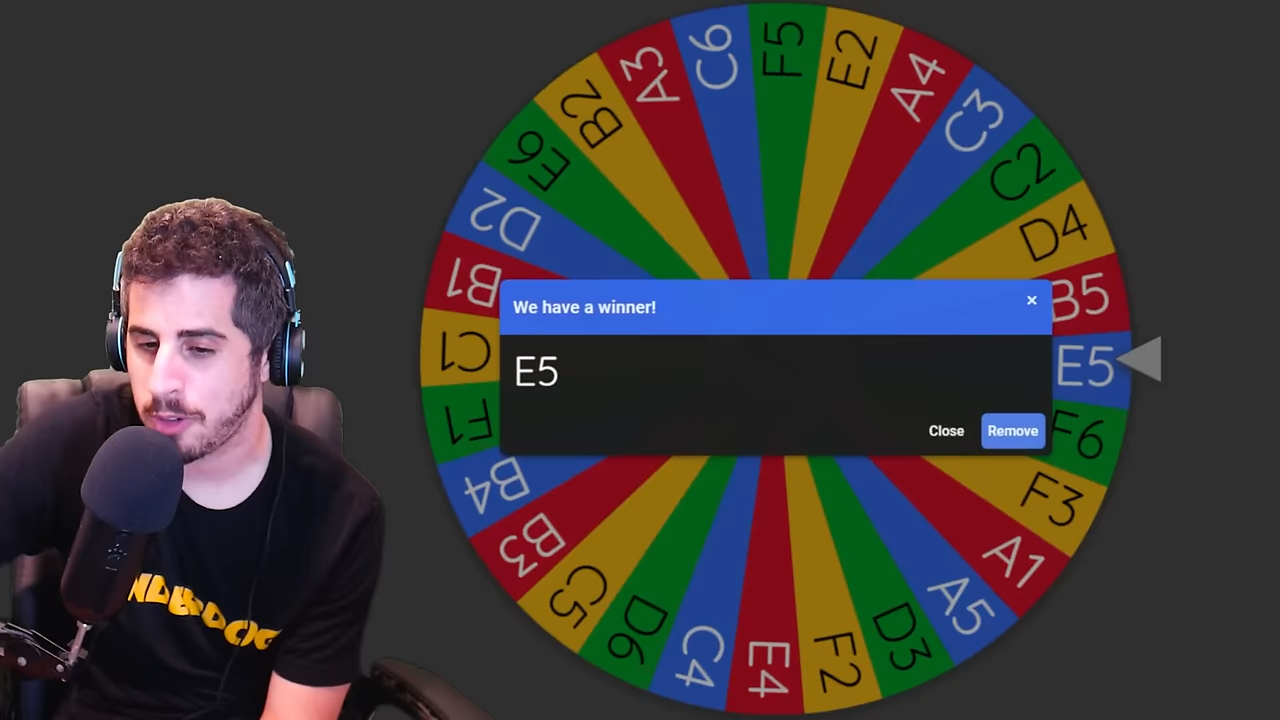 F5
E2
A4
C3
C2
D4
B5
E5
F6
F3
A1
A5
D3
F2
E4
C4
D6
C5
B3
B4
F1
C1
B1
D2
E6
B2
A3
C6
We have a winner!
×
E5
Close
Remove